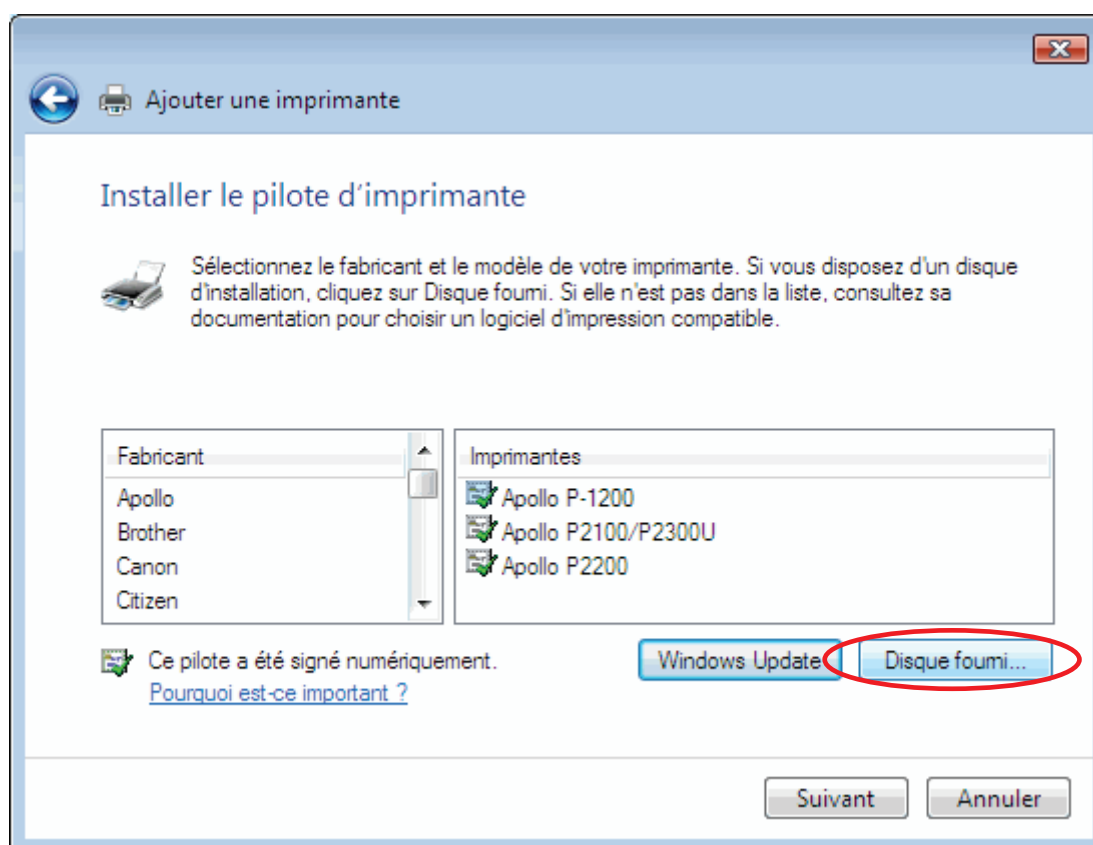 Ajouter une imprimante
Installer le pilote d'imprimante
Sélectionnez le fabricant et le modèle de votre imprimante. Si vous disposez d'un disque
d'installation, cliquez sur Disque fourni. Si elle n'est pas dans la liste, consultez sa
documentation pour choisir un logiciel d'impression compatible.
Fabricant
Apollo
Brother
Canon
Citizen
Imprimantes
Apollo P-1200
Apollo P2100/P2300U
Apollo P2200
Ce pilote a été signé numériquement.
Pourquoi est-ce important ?
Windows Update
Disque fourni...
Suivant
Annuler